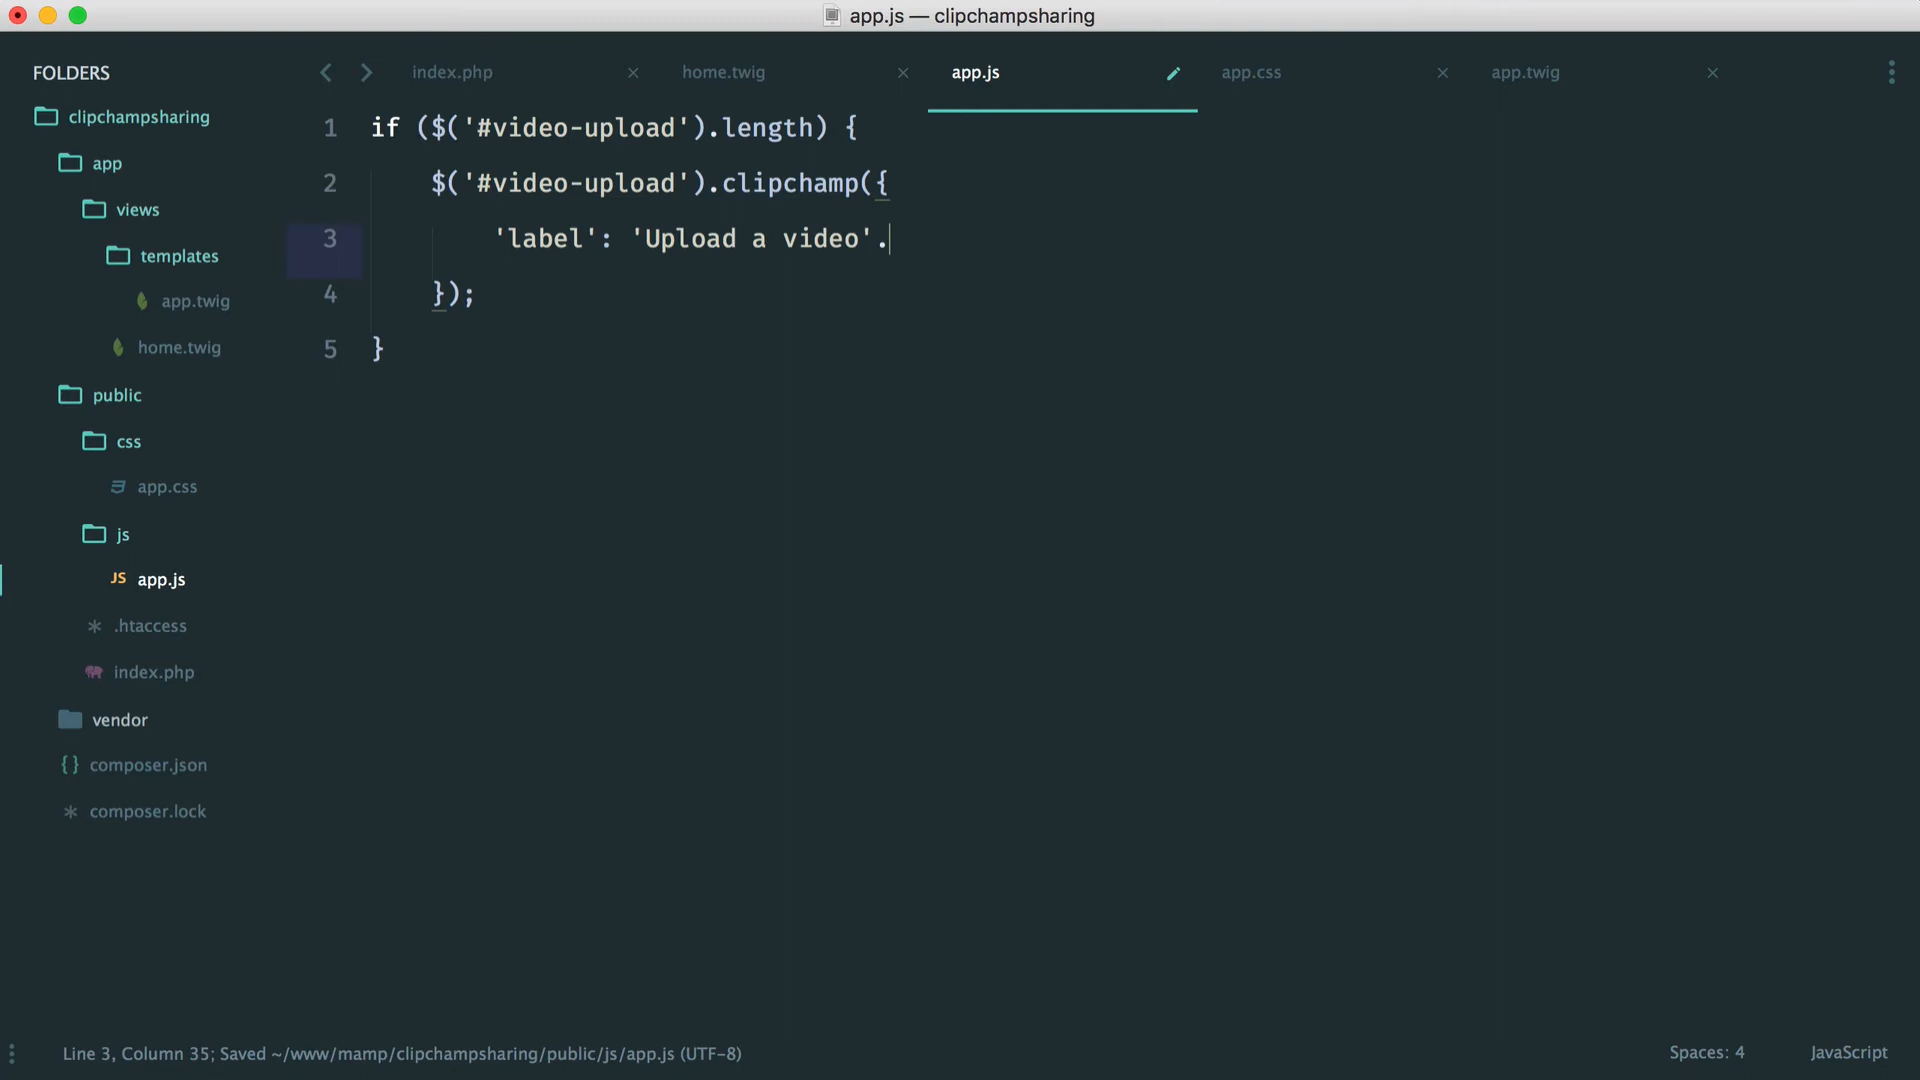 app.js — clipchampsharing
FOLDERS
clipchampsharing
app
views
templates
app.twig
home.twig
public
css
app.css
js
JS app.js
.htaccess
index.php
vendor
{ } composer.json
composer.lock
index.php
home.twig
app.js
app.css
app.twig
1 if ($('#video-upload').length) {
2 $('#video-upload').clipchamp({
3 'label': 'Upload a video'.
4 });
5 }
Line 3, Column 35; Saved ~/www/mamp/clipchampsharing/public/js/app.js (UTF-8)
Spaces: 4
JavaScript